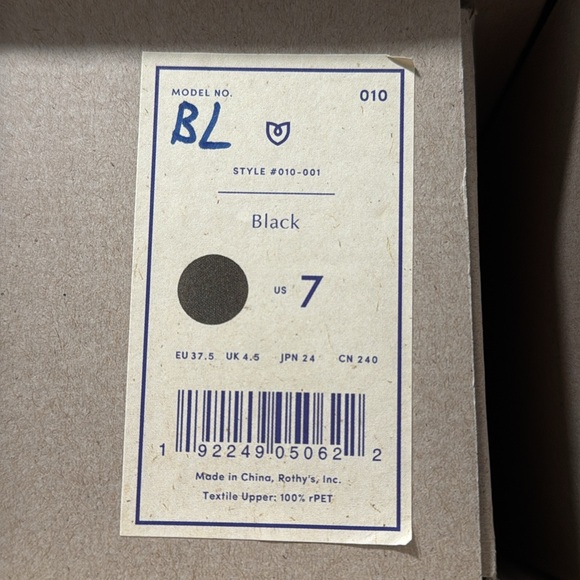 MODEL NO. 010
BL
STYLE #010-001
Black
US 7
EU 37.5 UK 4.5 JPN 24 CN 240
1 92249 05062 2
Made in China, Rothy's, Inc.
Textile Upper: 100% rPET